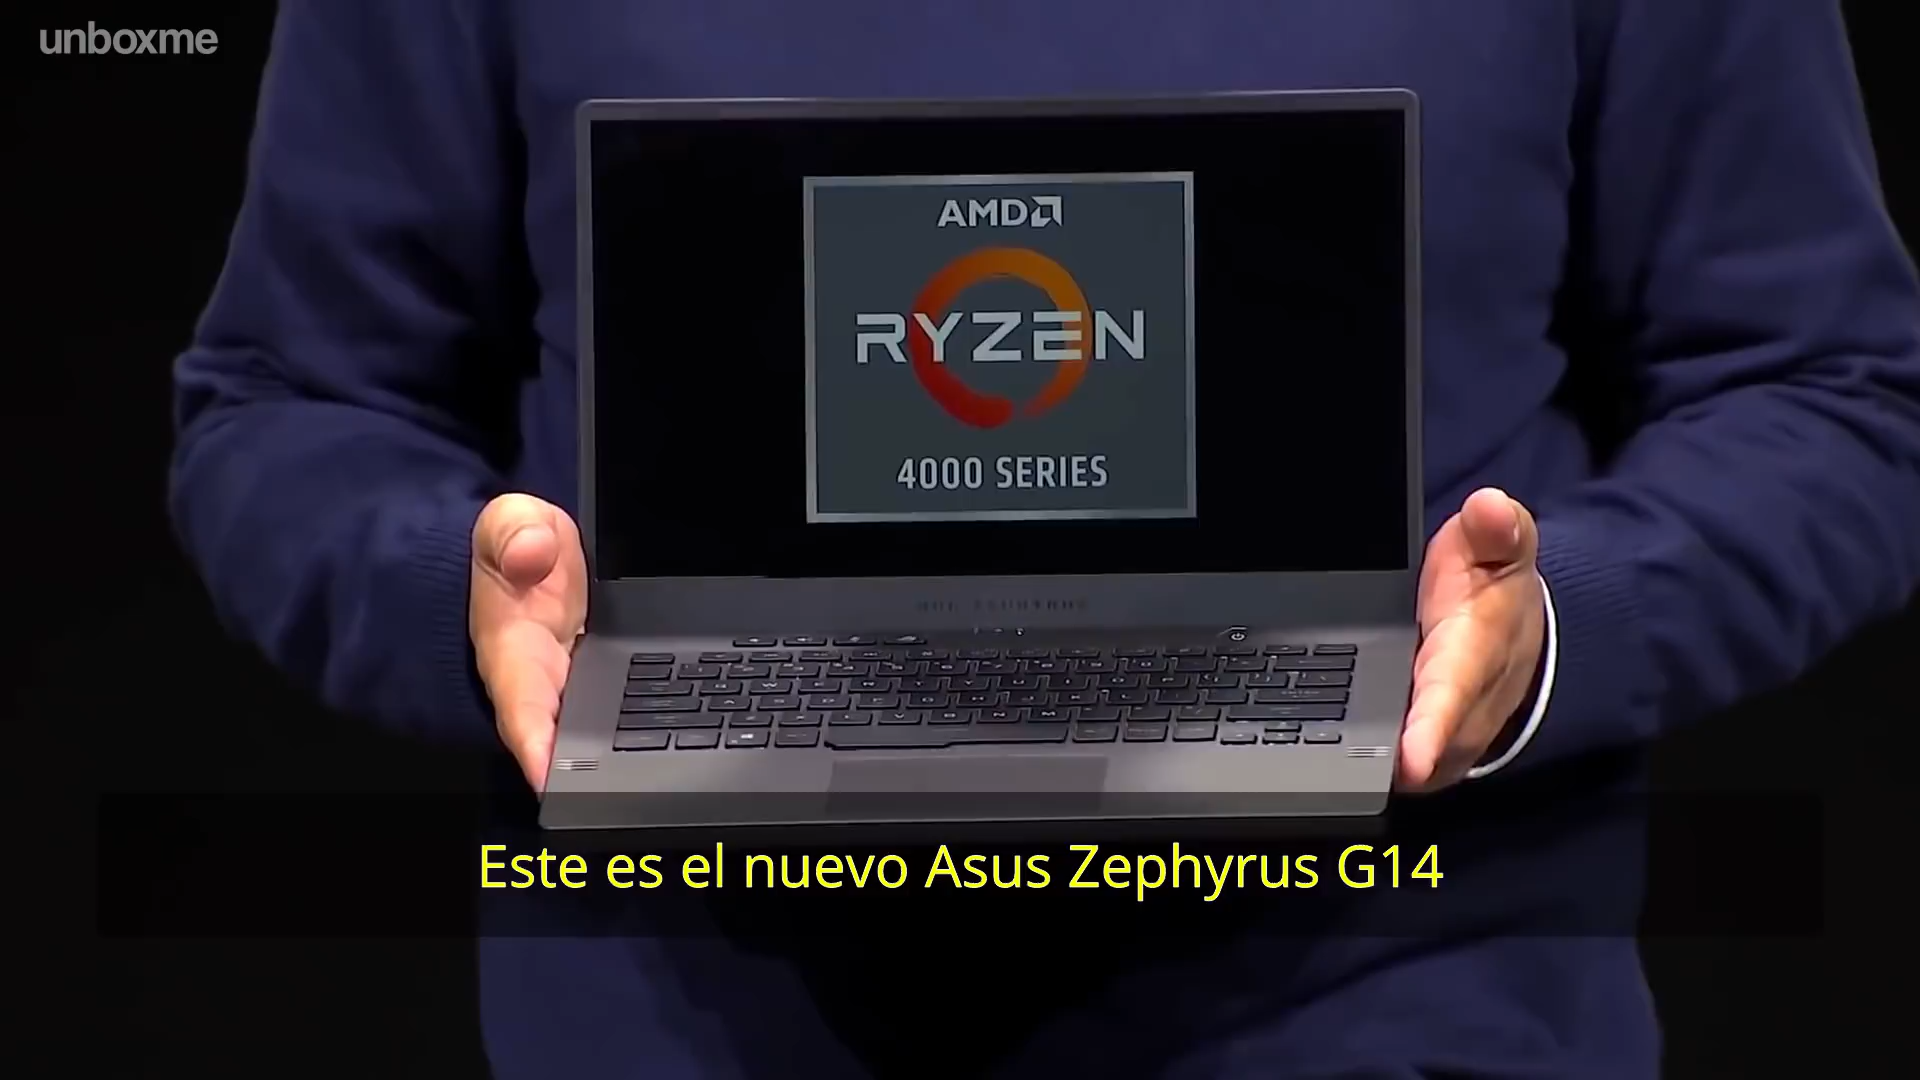 unboxme
AMD
RYZEN
4000 SERIES
Este es el nuevo Asus Zephyrus G14